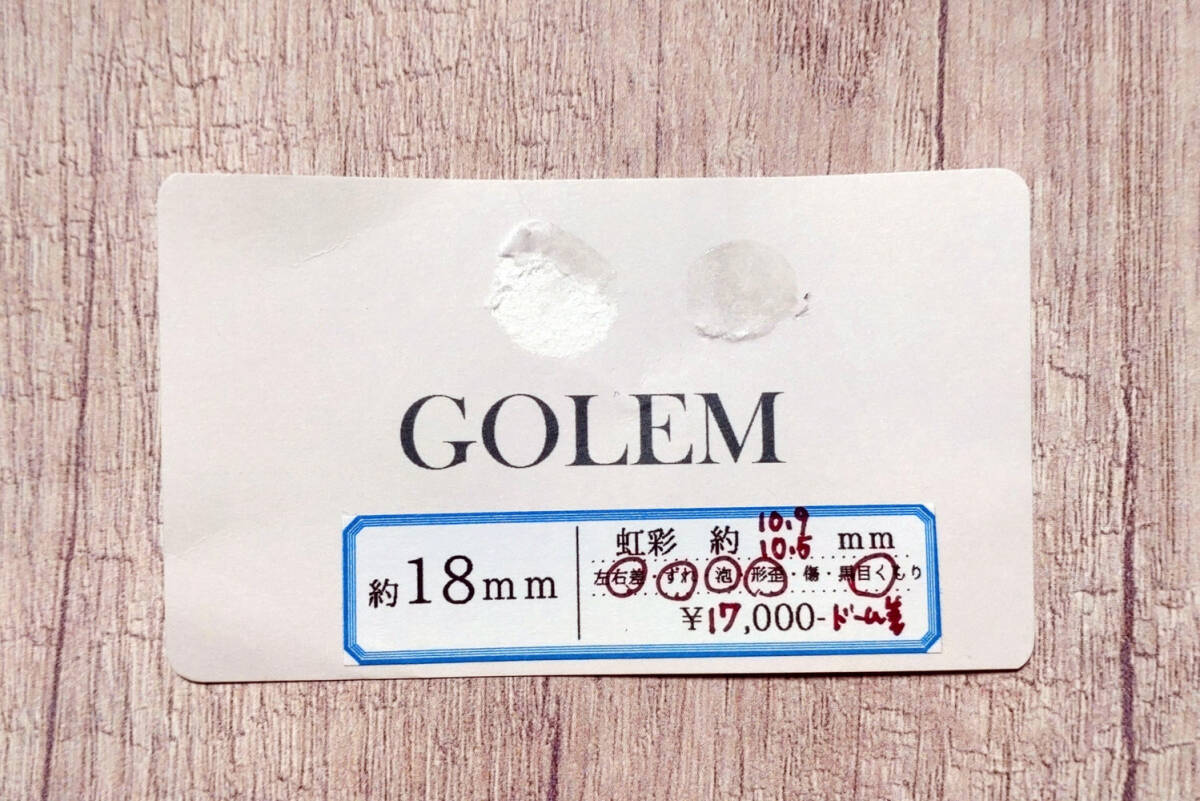 GOLEM
約18mm
虹彩 約 10.9 mm
10.5
左右差・ずれ・泡・形歪・傷・黒目くもり
¥17,000-ドーム差